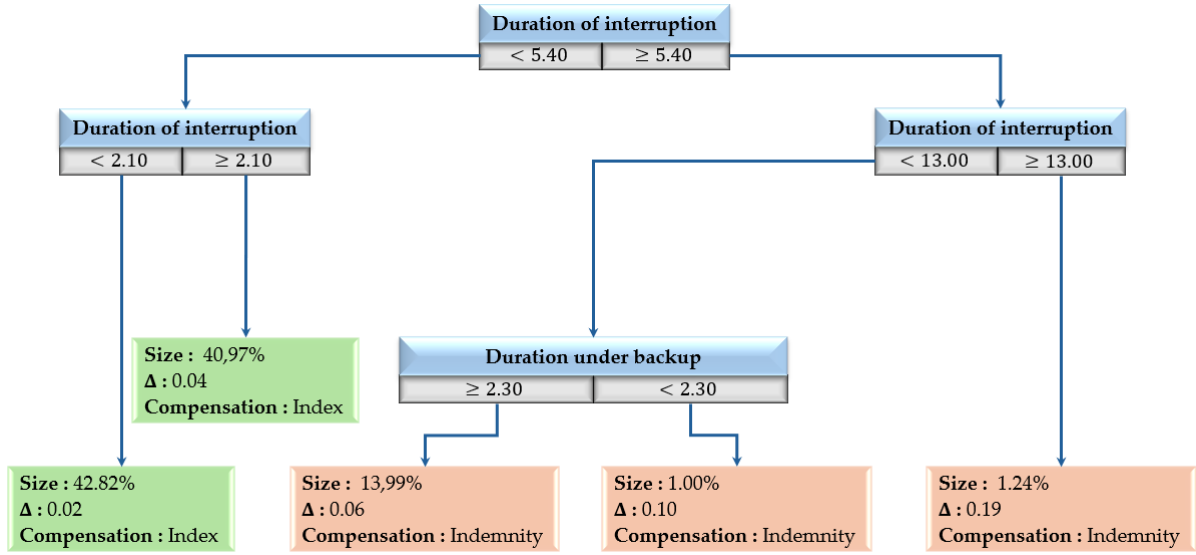 Duration of interruption
< 5.40 ≥ 5.40
Duration of interruption
< 2.10 ≥ 2.10
Duration of interruption
< 13.00 ≥ 13.00
Size : 40,97%
Δ : 0.04
Compensation : Index
Duration under backup
≥ 2.30 < 2.30
Size : 42.82%
Δ : 0.02
Compensation : Index
Size : 13,99%
Δ : 0.06
Compensation : Indemnity
Size : 1.00%
Δ : 0.10
Compensation : Indemnity
Size : 1.24%
Δ : 0.19
Compensation : Indemnity